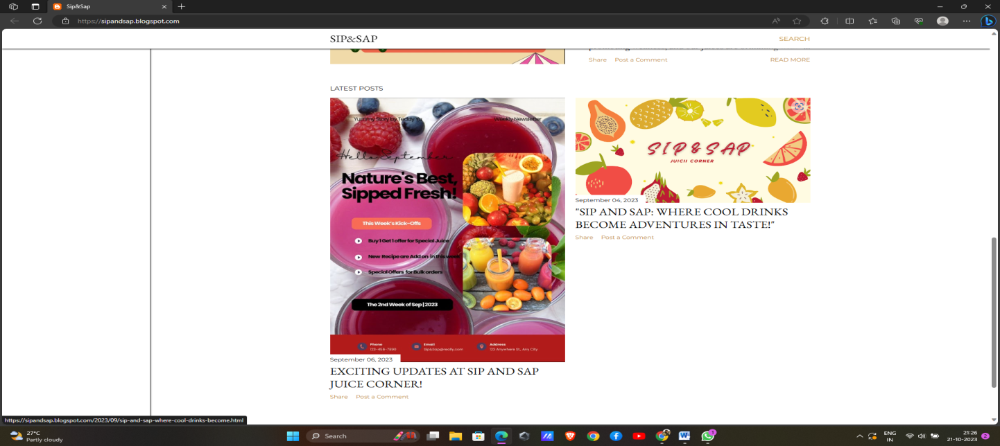 Sip&Sap
https://sipandsap.blogspot.com
SIP&SAP
SEARCH
Share Post a Comment
READ MORE
LATEST POSTS
Yummy Story by Teddy Yu
Weekly Newsletter
Hello September
Nature's Best,
Sipped Fresh!
This Week's Kick-Offs
Buy 1 Get 1 offer for Special Juice
New Recipe are Add on in this week
Special Offers for Bulk orders
The 2nd Week of Sep | 2023
Phone
123-456-7890
Email
Sip&Sap@really.com
Address
123 Anywhere St., Any City
September 06, 2023
EXCITING UPDATES AT SIP AND SAP
JUICE CORNER!
Share Post a Comment
SIP&SAP
JUICII CORNER
September 04, 2023
"SIP AND SAP: WHERE COOL DRINKS
BECOME ADVENTURES IN TASTE!"
Share Post a Comment
https://sipandsap.blogspot.com/2023/09/sip-and-sap-where-cool-drinks-become.html
27°C
Partly cloudy
Search
ENG
IN
21:26
21-10-2023
2